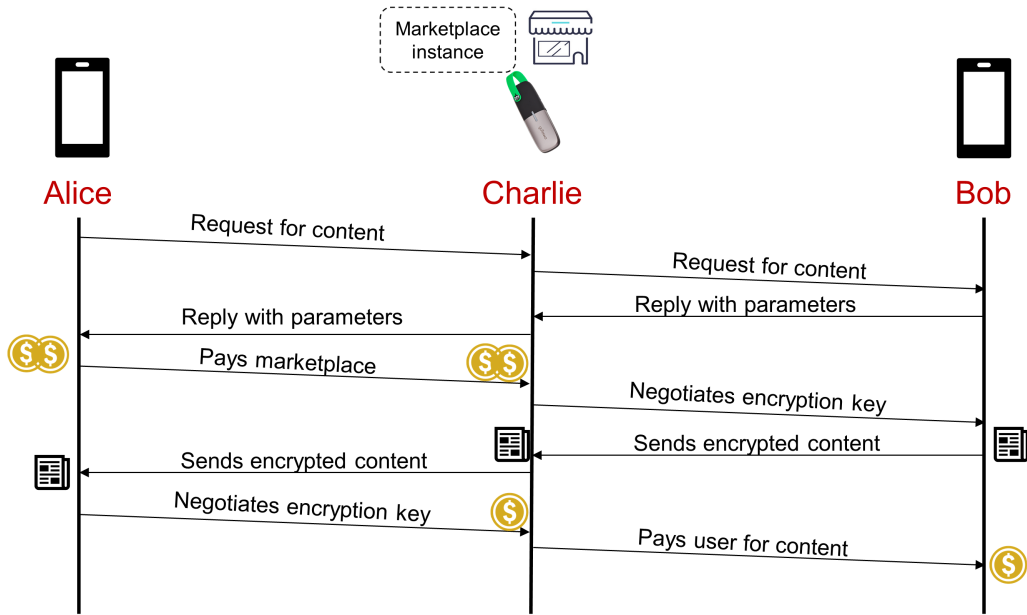 Marketplace
instance
Alice
Charlie
Bob
Request for content
Request for content
Reply with parameters
Reply with parameters
Pays marketplace
Negotiates encryption key
Sends encrypted content
Sends encrypted content
Negotiates encryption key
Pays user for content